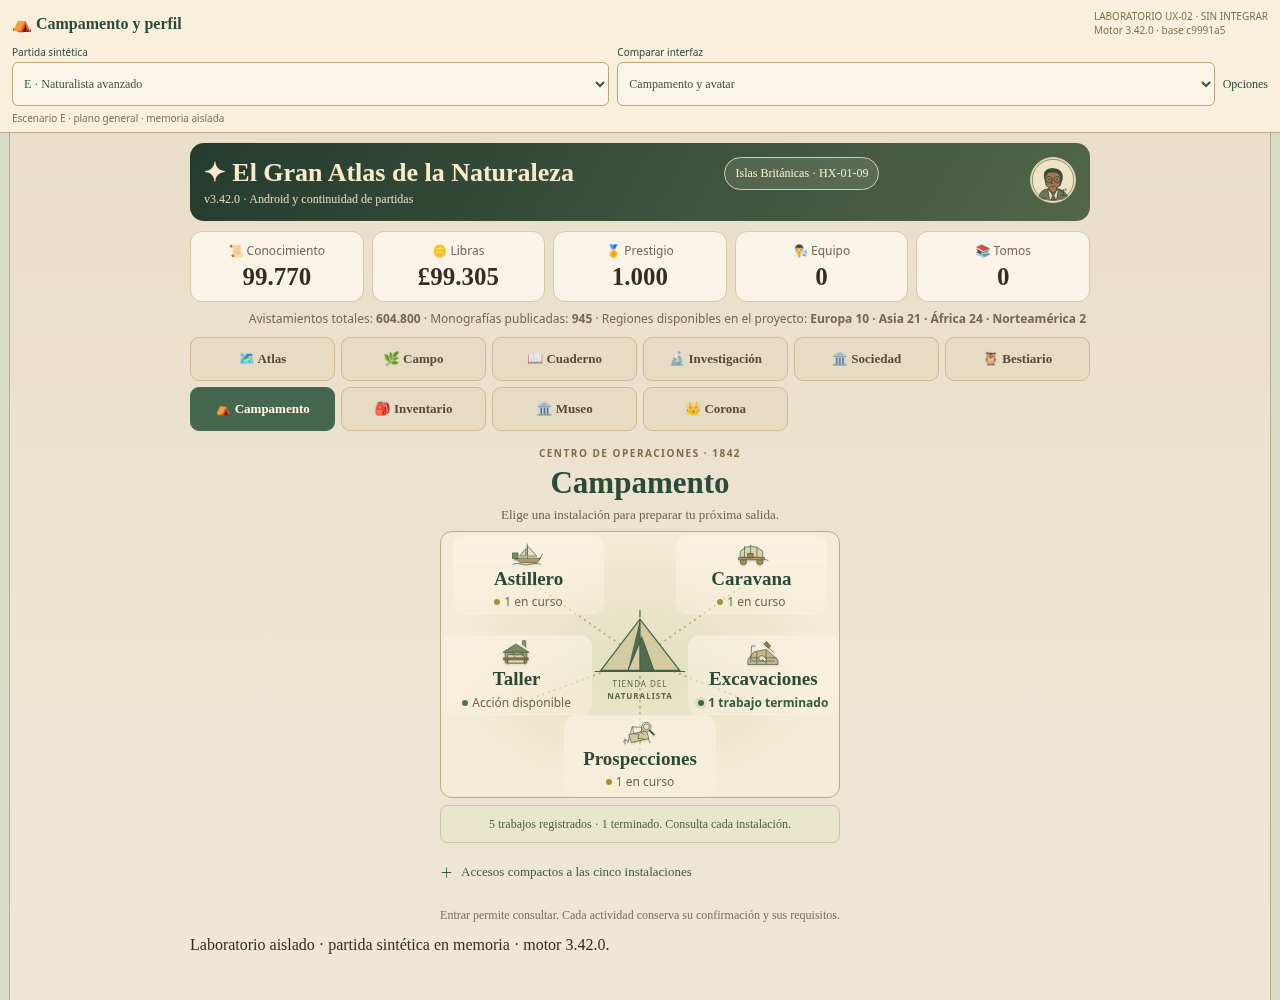 ⛺ Campamento y perfil
LABORATORIO UX-02 · SIN INTEGRAR
Motor 3.42.0 · base c9991a5
Partida sintética
Comparar interfaz
E · Naturalista avanzado
Campamento y avatar
Opciones
Escenario E · plano general · memoria aislada
✦ El Gran Atlas de la Naturaleza
v3.42.0 · Android y continuidad de partidas
Islas Británicas · HX-01-09
📜 Conocimiento
99.770
🪙 Libras
£99.305
🏅 Prestigio
1.000
👨‍🔬 Equipo
0
📚 Tomos
0
Avistamientos totales: 604.800 · Monografías publicadas: 945 · Regiones disponibles en el proyecto: Europa 10 · Asia 21 · África 24 · Norteamérica 2
🗺️ Atlas
🌿 Campo
📖 Cuaderno
🔬 Investigación
🏛️ Sociedad
🦉 Bestiario
⛺ Campamento
🎒 Inventario
🏛️ Museo
👑 Corona
CENTRO DE OPERACIONES · 1842
Campamento
Elige una instalación para preparar tu próxima salida.
Astillero
1 en curso
Caravana
1 en curso
Taller
Acción disponible
TIENDA DEL
NATURALISTA
Excavaciones
1 trabajo terminado
Prospecciones
1 en curso
5 trabajos registrados · 1 terminado. Consulta cada instalación.
+ Accesos compactos a las cinco instalaciones
Entrar permite consultar. Cada actividad conserva su confirmación y sus requisitos.
Laboratorio aislado · partida sintética en memoria · motor 3.42.0.